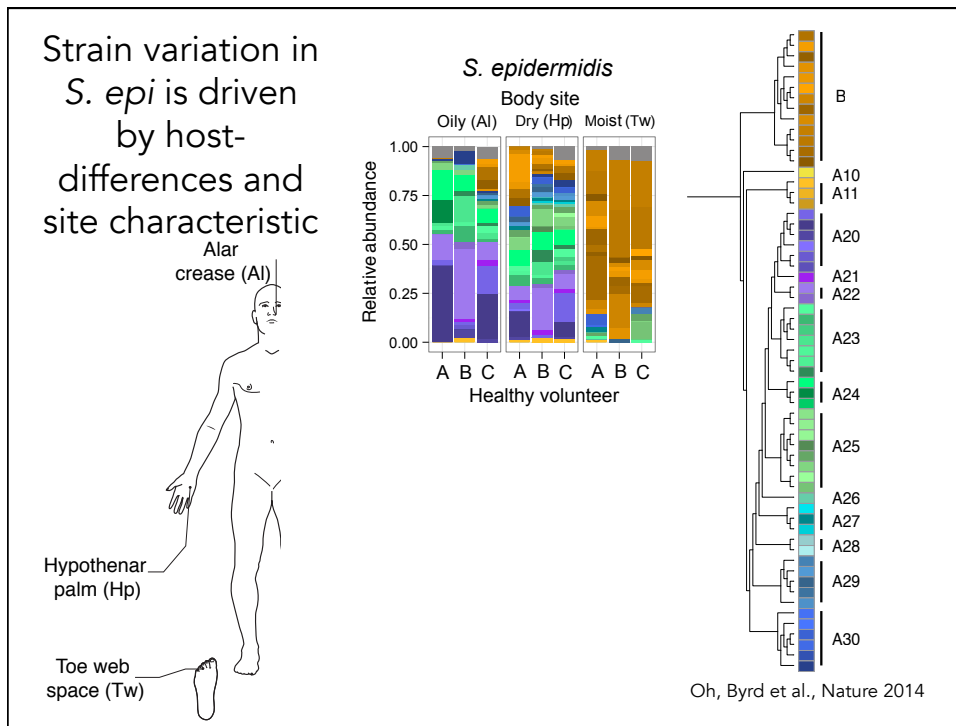 Strain variation in
S. epi is driven
by host-
differences and
site characteristic
Alar
crease (Al)
Hypothenar
palm (Hp)
Toe web
space (Tw)
S. epidermidis
Body site
Oily (Al) Dry (Hp) Moist (Tw)
Relative abundance
1.00
0.75
0.50
0.25
0.00
A B C A B C A B C
Healthy volunteer
B
A10
A11
A20
A21
A22
A23
A24
A25
A26
A27
A28
A29
A30
Oh, Byrd et al., Nature 2014